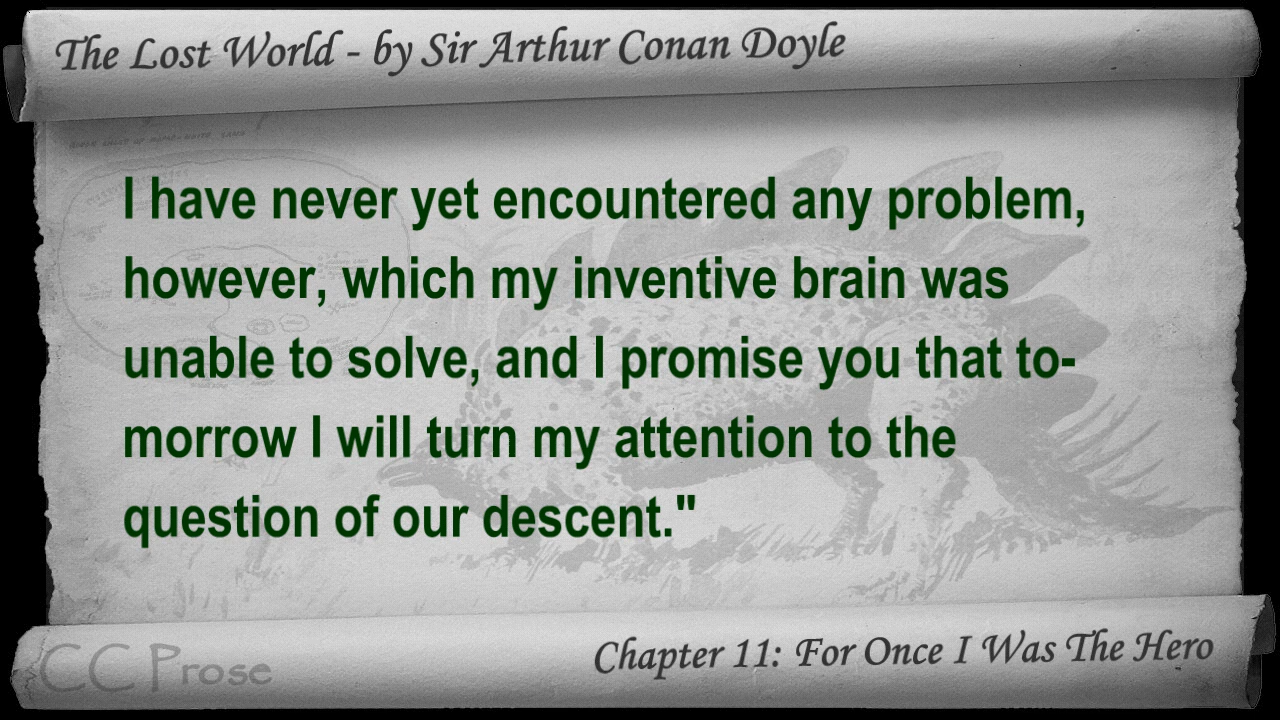 The Lost World - by Sir Arthur Conan Doyle
I have never yet encountered any problem,
however, which my inventive brain was
unable to solve, and I promise you that to-
morrow I will turn my attention to the
question of our descent."
CC Prose
Chapter 11: For Once I Was The Hero